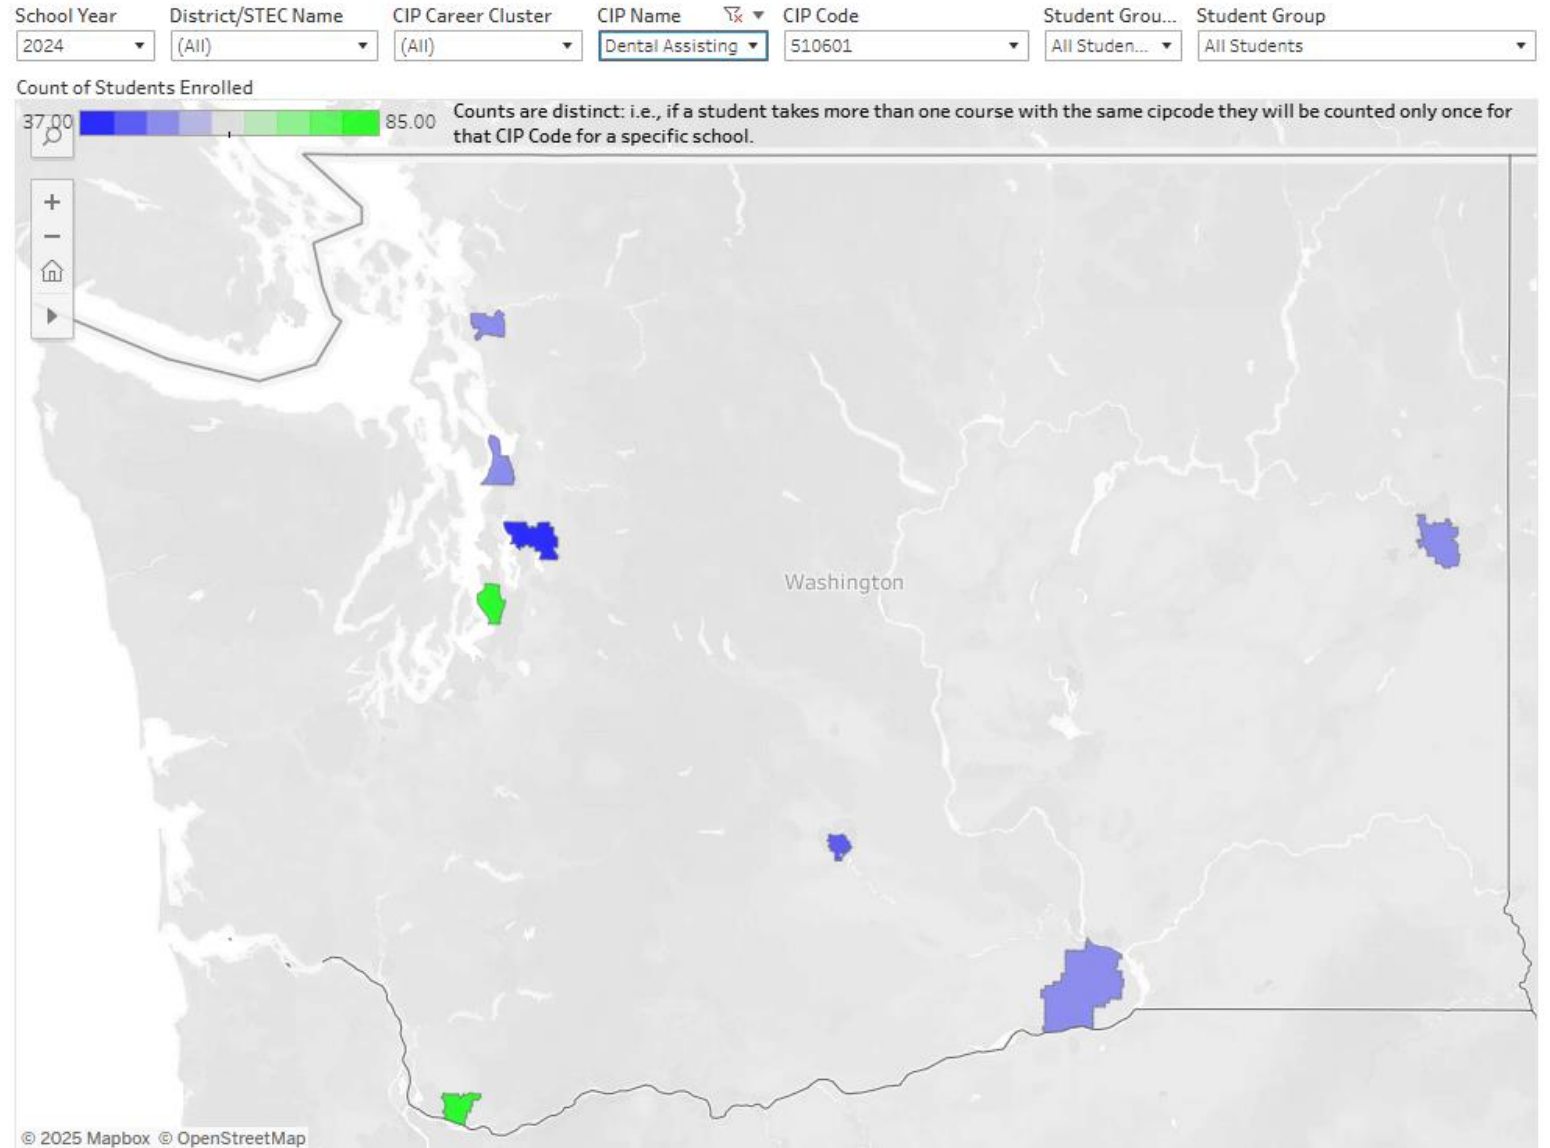 School Year District/STEC Name CIP Career Cluster CIP Name CIP Code Student Grou... Student Group
2024 (All) (All) Dental Assisting 510601 All Studen... All Students
Count of Students Enrolled
37.00 85.00
Counts are distinct: i.e., if a student takes more than one course with the same cipcode they will be counted only once for
that CIP Code for a specific school.
Washington
© 2025 Mapbox © OpenStreetMap